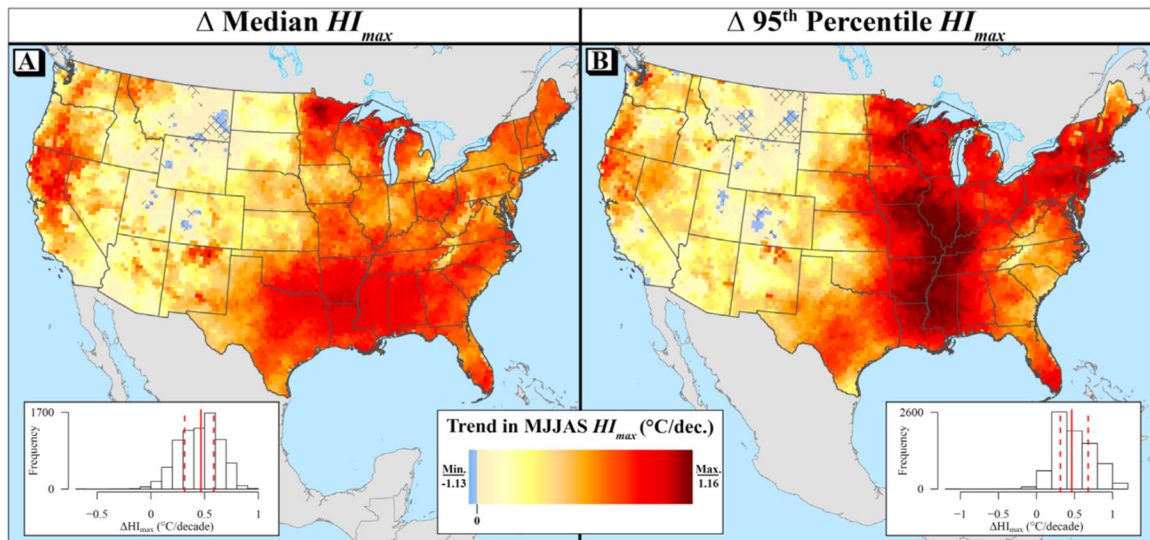 Δ Median HImax
Δ 95th Percentile HImax
A
B
1700
Frequency
0
−0.5
0
0.5
1
ΔHImax (°C/decade)
Trend in MJJAS HImax (°C/dec.)
Min.
-1.13
0
Max.
1.16
2600
Frequency
0
−1
−0.5
0
0.5
1
ΔHImax (°C/decade)